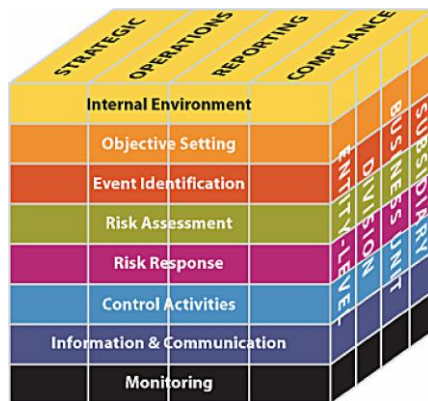 STRATEGIC
OPERATIONS
REPORTING
COMPLIANCE
Internal Environment
Objective Setting
Event Identification
Risk Assessment
Risk Response
Control Activities
Information & Communication
Monitoring
ENTITY-LEVEL
DIVISION
BUSINESS UNIT
SUBSIDIARY